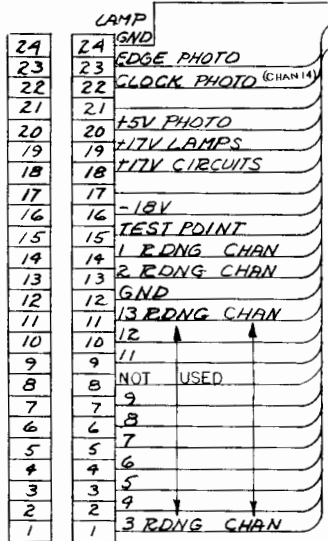 LAMP
24 24 GND
23 23 EDGE PHOTO
22 22 CLOCK PHOTO (CHAN 14)
21 21
20 20 +5V PHOTO
19 19 +17V LAMPS
18 18 +17V CIRCUITS
17 17
16 16 -18V
15 15 TEST POINT
14 14 1 RDNG CHAN
13 13 2 RDNG CHAN
12 12 GND
11 11 13 RDNG CHAN
10 10 12
9 9 11
8 8 NOT USED
7 7 9
6 6 8
5 5 7
4 4 6
3 3 5
2 2 4
1 1 3 RDNG CHAN